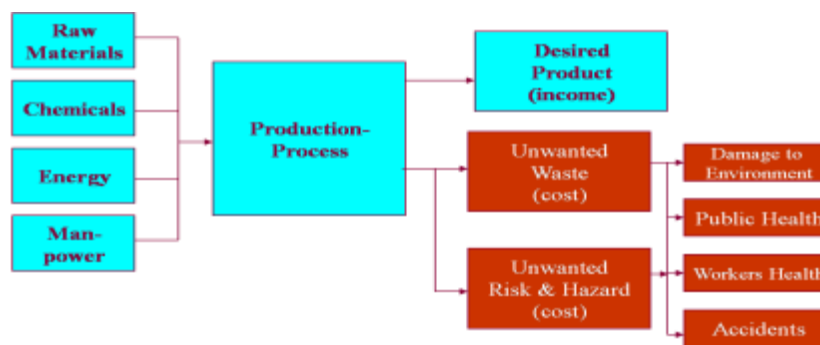 Raw
Materials
Chemicals
Energy
Man-
power
Production-
Process
Desired
Product
(income)
Unwanted
Waste
(cost)
Unwanted
Risk & Hazard
(cost)
Damage to
Environment
Public Health
Workers Health
Accidents